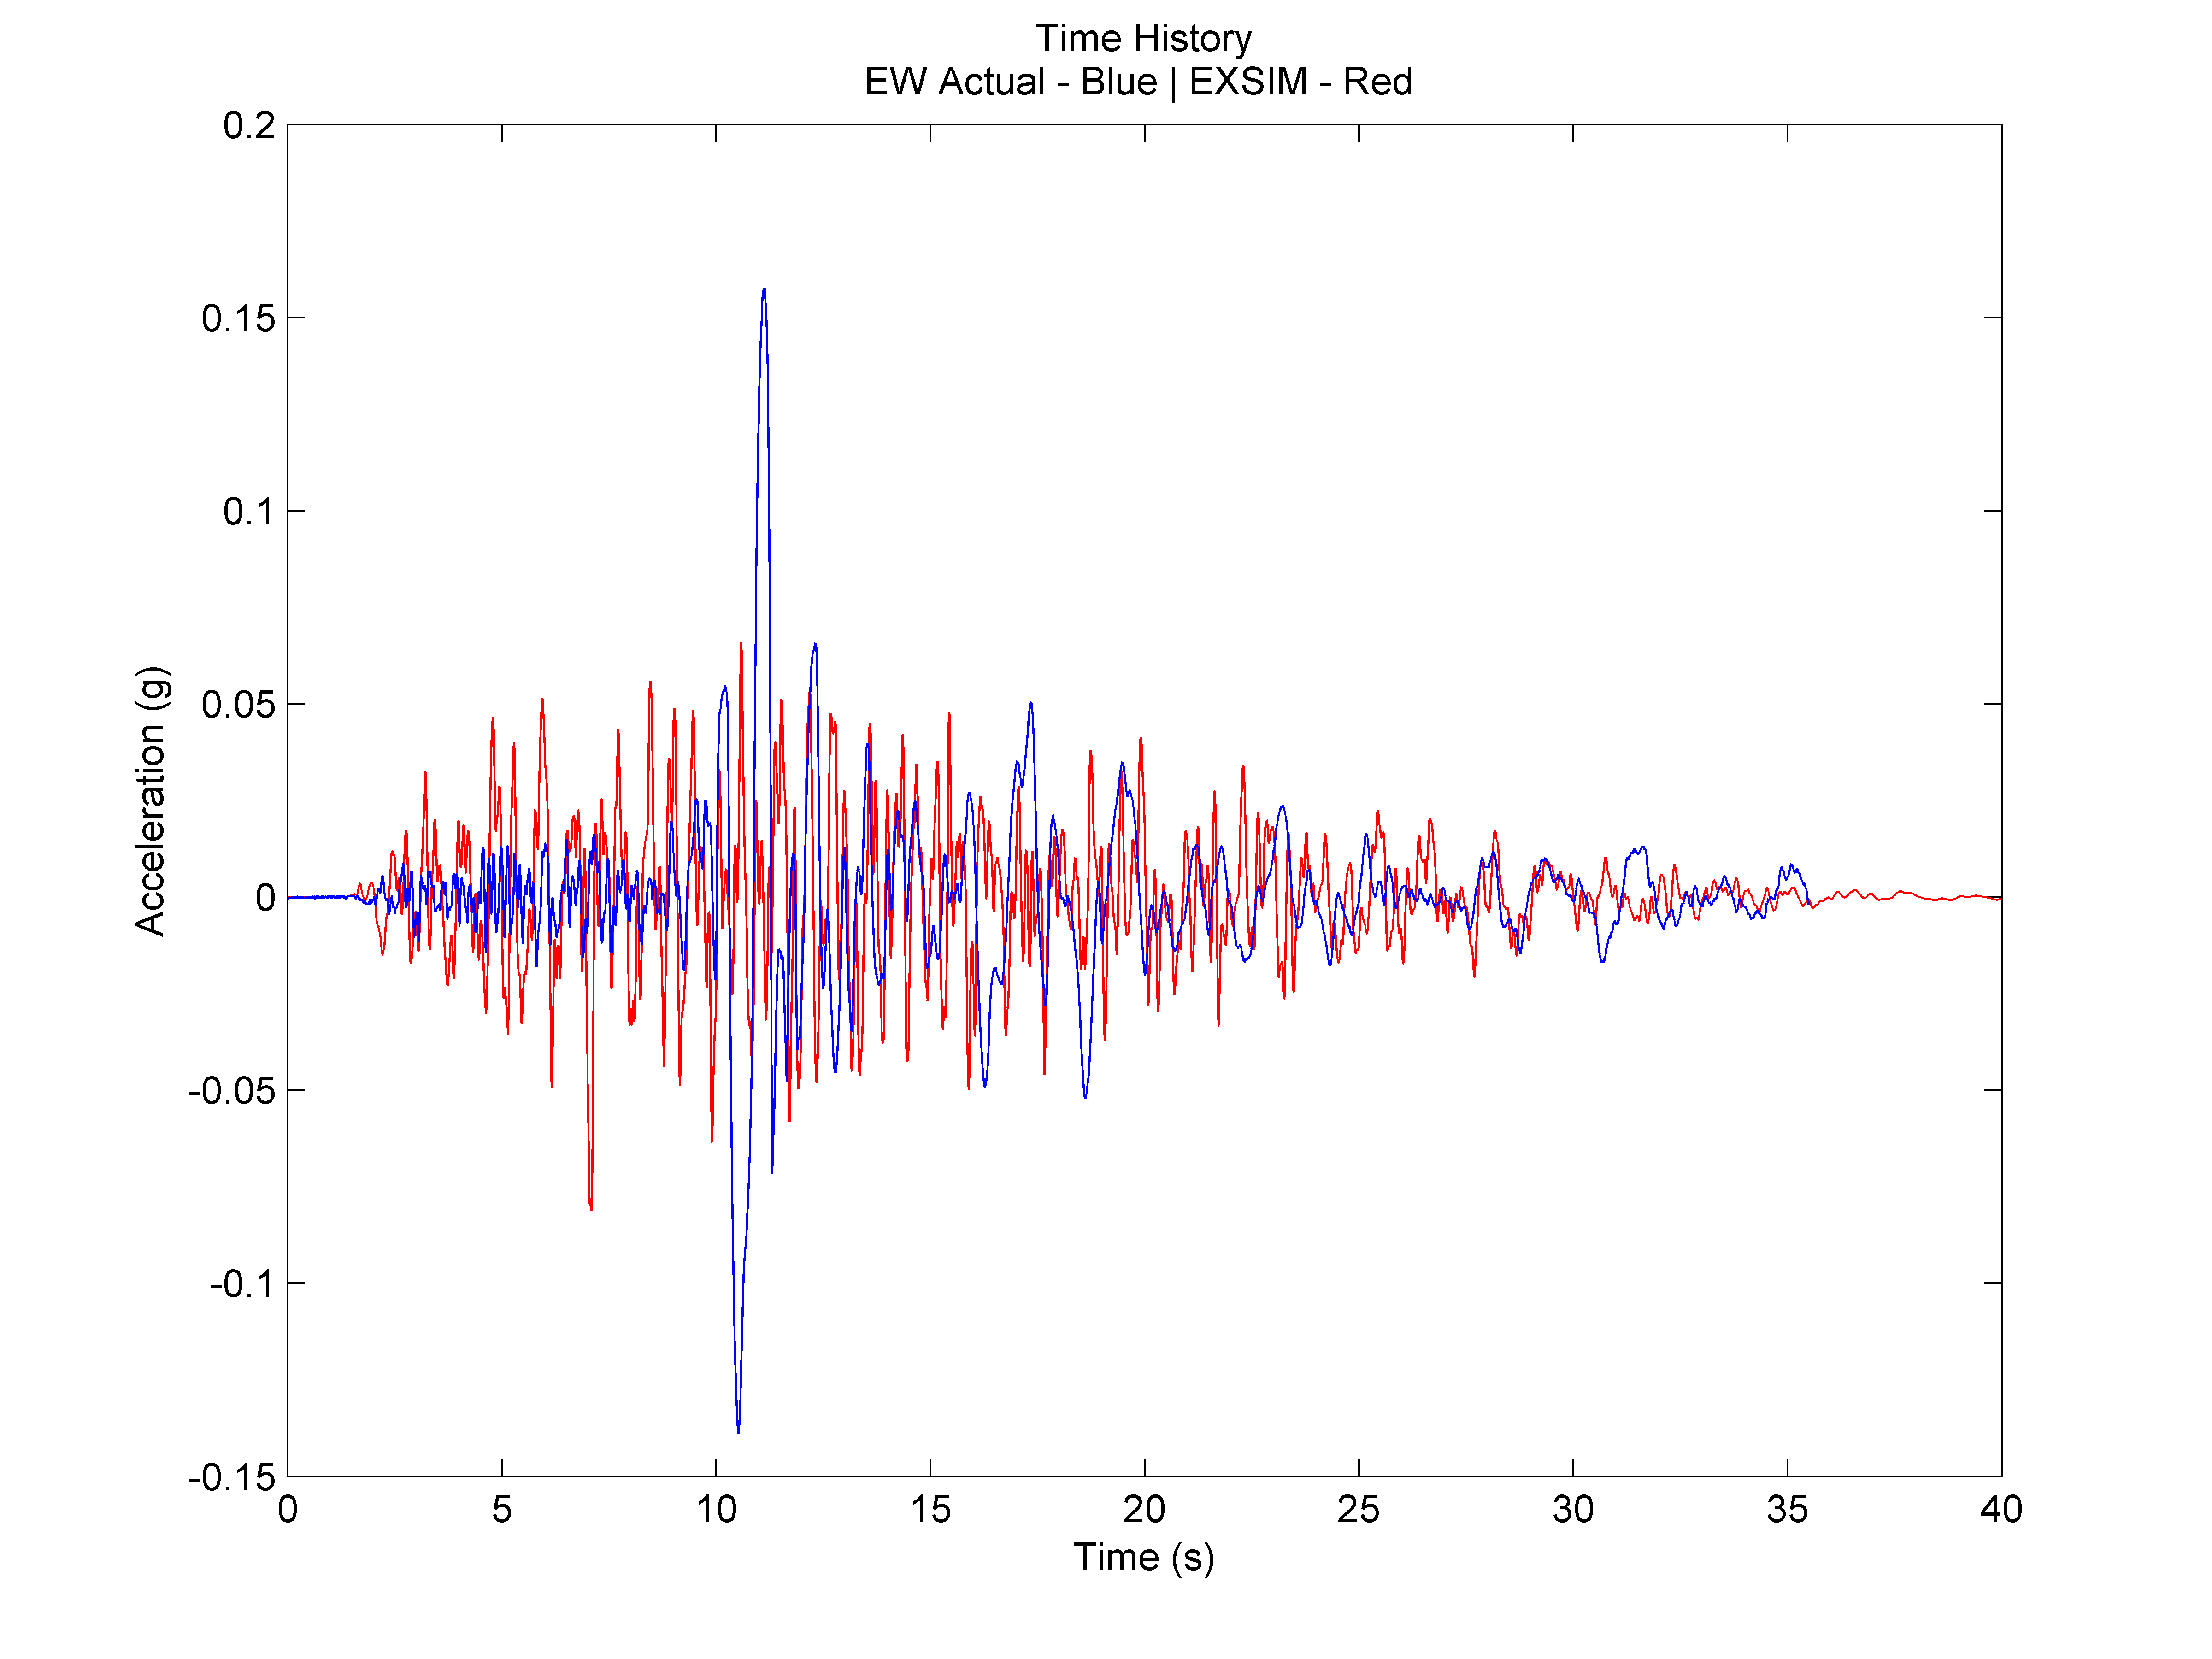 Time History
EW Actual - Blue | EXSIM - Red
0.2
0.15
0.1
0.05
0
-0.05
-0.1
-0.15
Acceleration (g)
0 5 10 15 20 25 30 35 40
Time (s)